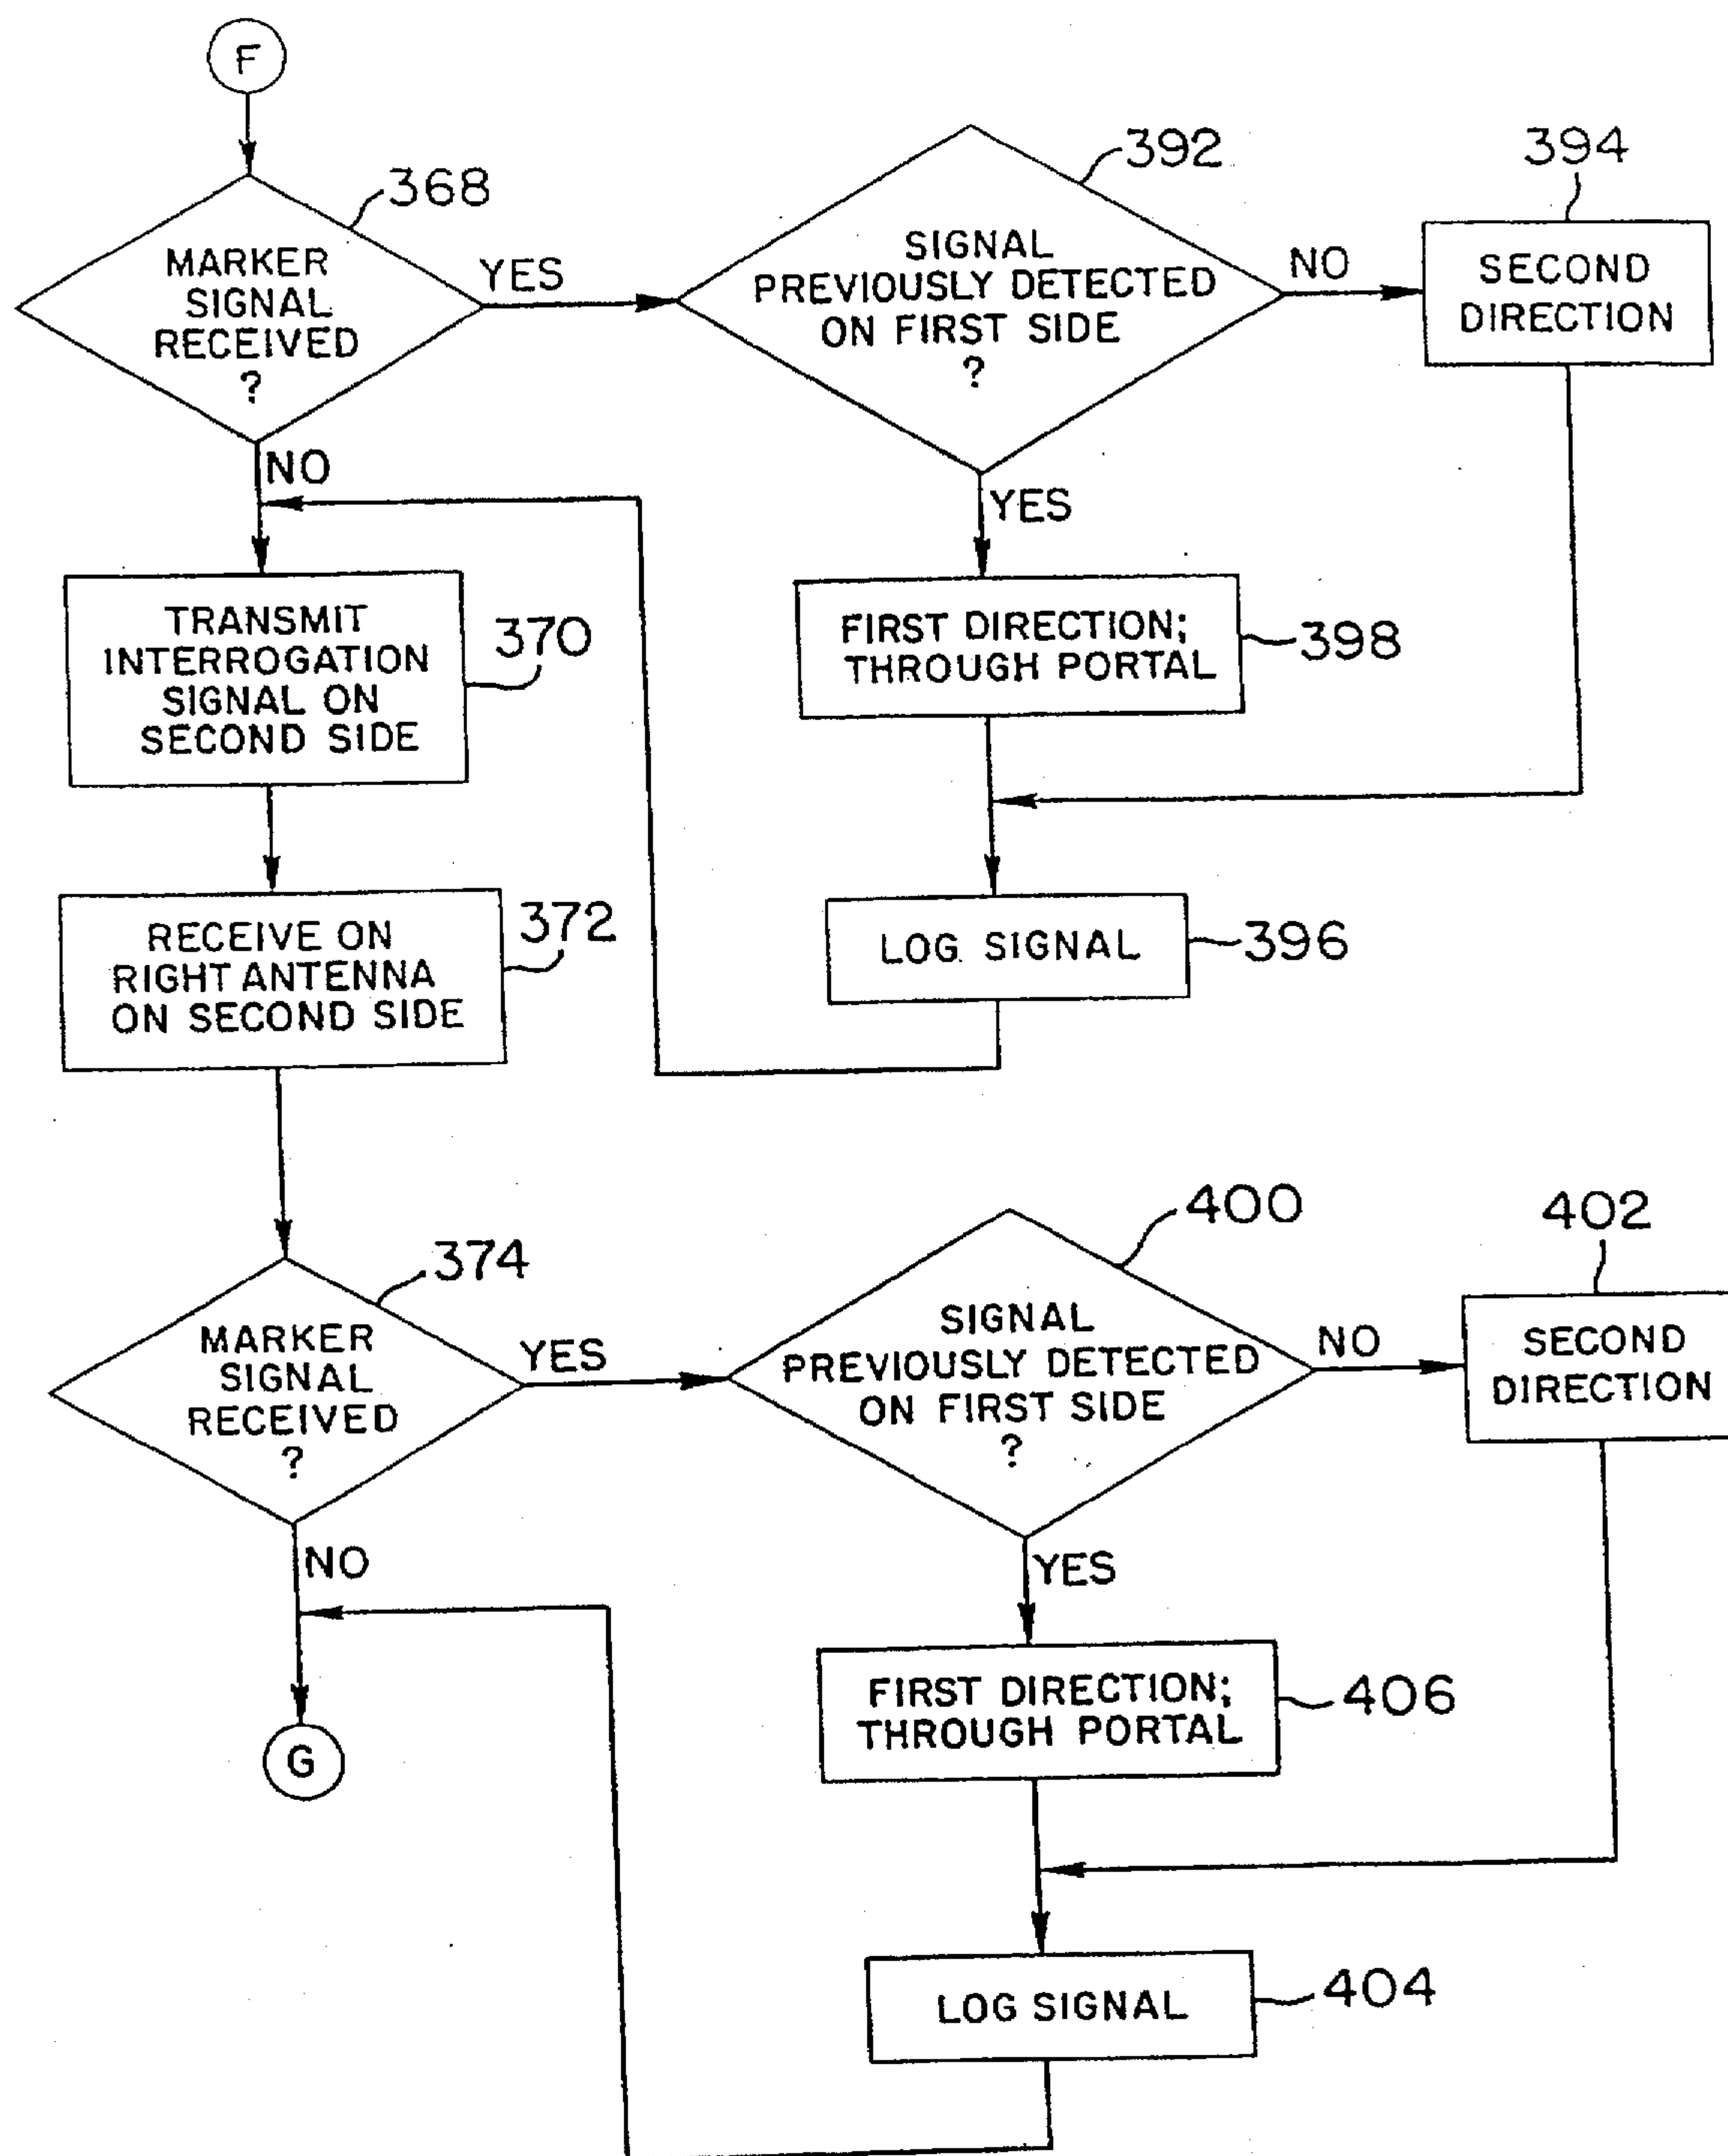 F
368
MARKER
SIGNAL
RECEIVED
?
YES
NO
392
SIGNAL
PREVIOUSLY DETECTED
ON FIRST SIDE
?
NO
YES
394
SECOND
DIRECTION
TRANSMIT
INTERROGATION
SIGNAL ON
SECOND SIDE
370
FIRST DIRECTION;
THROUGH PORTAL
398
RECEIVE ON
RIGHT ANTENNA
ON SECOND SIDE
372
LOG SIGNAL
396
374
MARKER
SIGNAL
RECEIVED
?
YES
NO
400
SIGNAL
PREVIOUSLY DETECTED
ON FIRST SIDE
?
NO
YES
402
SECOND
DIRECTION
FIRST DIRECTION;
THROUGH PORTAL
406
G
LOG SIGNAL
404